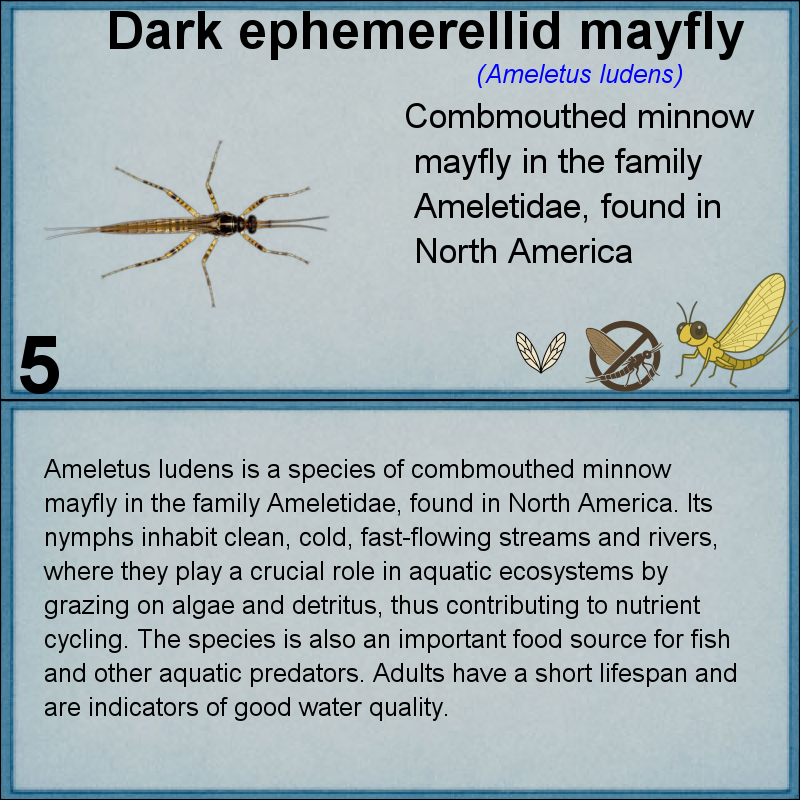 Dark ephemerellid mayfly
(Ameletus ludens)
Combmouthed minnow
mayfly in the family
Ameletidae, found in
North America
5
Ameletus ludens is a species of combmouthed minnow
mayfly in the family Ameletidae, found in North America. Its
nymphs inhabit clean, cold, fast-flowing streams and rivers,
where they play a crucial role in aquatic ecosystems by
grazing on algae and detritus, thus contributing to nutrient
cycling. The species is also an important food source for fish
and other aquatic predators. Adults have a short lifespan and
are indicators of good water quality.